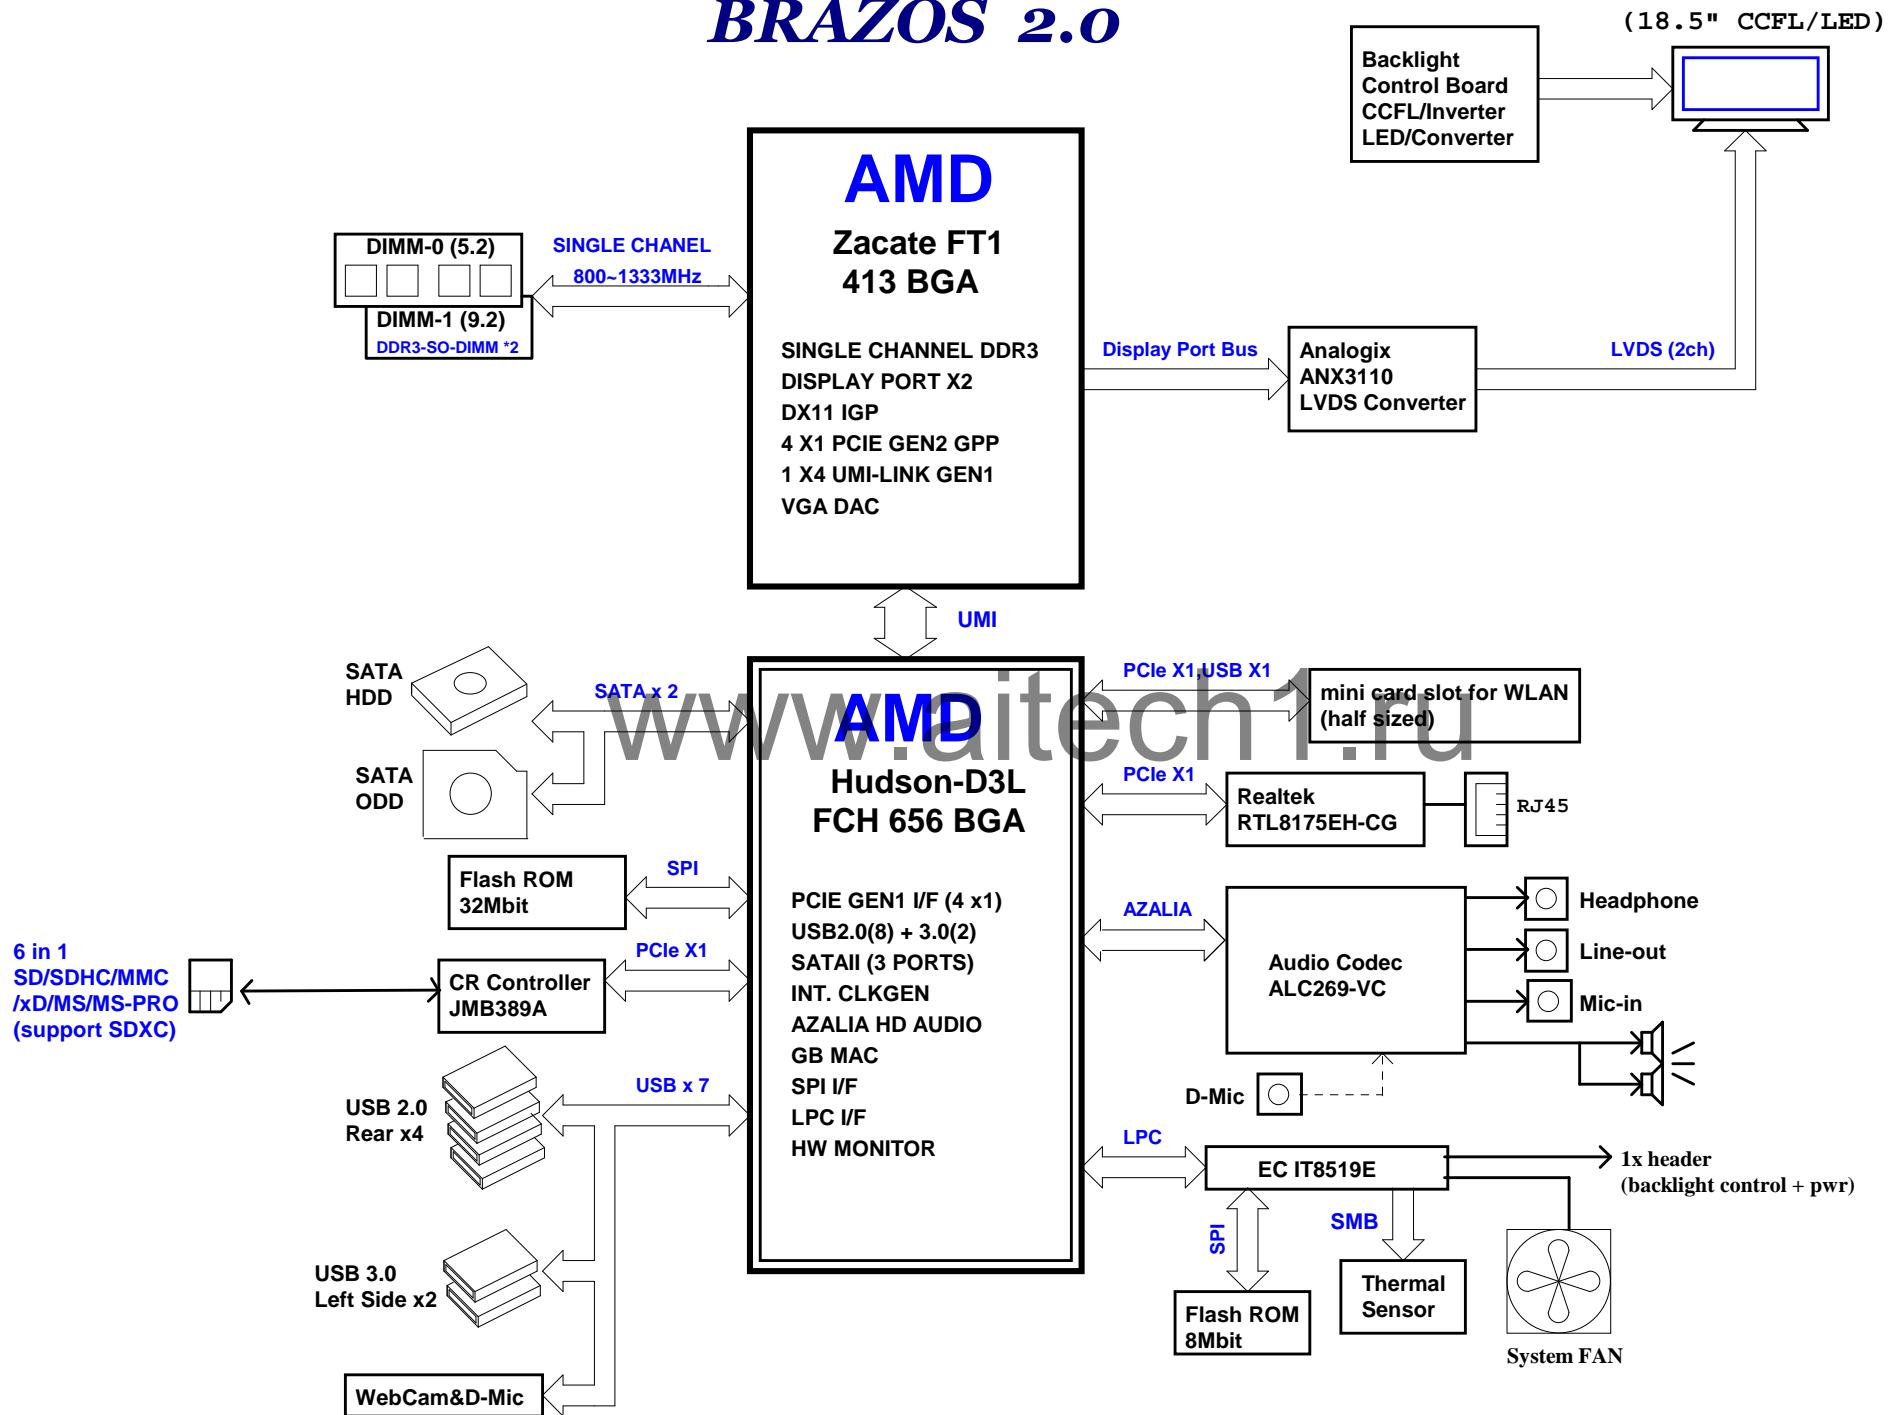 BRAZOS 2.0
(18.5" CCFL/LED)
Backlight
Control Board
CCFL/Inverter
LED/Converter
AMD
Zacate FT1
413 BGA
SINGLE CHANNEL DDR3
DISPLAY PORT X2
DX11 IGP
4 X1 PCIE GEN2 GPP
1 X4 UMI-LINK GEN1
VGA DAC
DIMM-0 (5.2)
DIMM-1 (9.2)
DDR3-SO-DIMM *2
SINGLE CHANEL
800~1333MHz
Display Port Bus
Analogix
ANX3110
LVDS Converter
LVDS (2ch)
UMI
SATA
HDD
SATA x 2
SATA
ODD
AMD
Hudson-D3L
FCH 656 BGA
PCIE GEN1 I/F (4 x1)
USB2.0(8) + 3.0(2)
SATAII (3 PORTS)
INT. CLKGEN
AZALIA HD AUDIO
GB MAC
SPI I/F
LPC I/F
HW MONITOR
www.aitech1.ru
PCIe X1,USB X1
mini card slot for WLAN
(half sized)
PCIe X1
Realtek
RTL8175EH-CG
RJ45
Flash ROM
32Mbit
SPI
6 in 1
SD/SDHC/MMC
/xD/MS/MS-PRO
(support SDXC)
CR Controller
JMB389A
PCIe X1
AZALIA
Audio Codec
ALC269-VC
Headphone
Line-out
Mic-in
D-Mic
USB 2.0
Rear x4
USB x 7
USB 3.0
Left Side x2
WebCam&D-Mic
LPC
EC IT8519E
1x header
(backlight control + pwr)
SPI
SMB
Flash ROM
8Mbit
Thermal
Sensor
System FAN